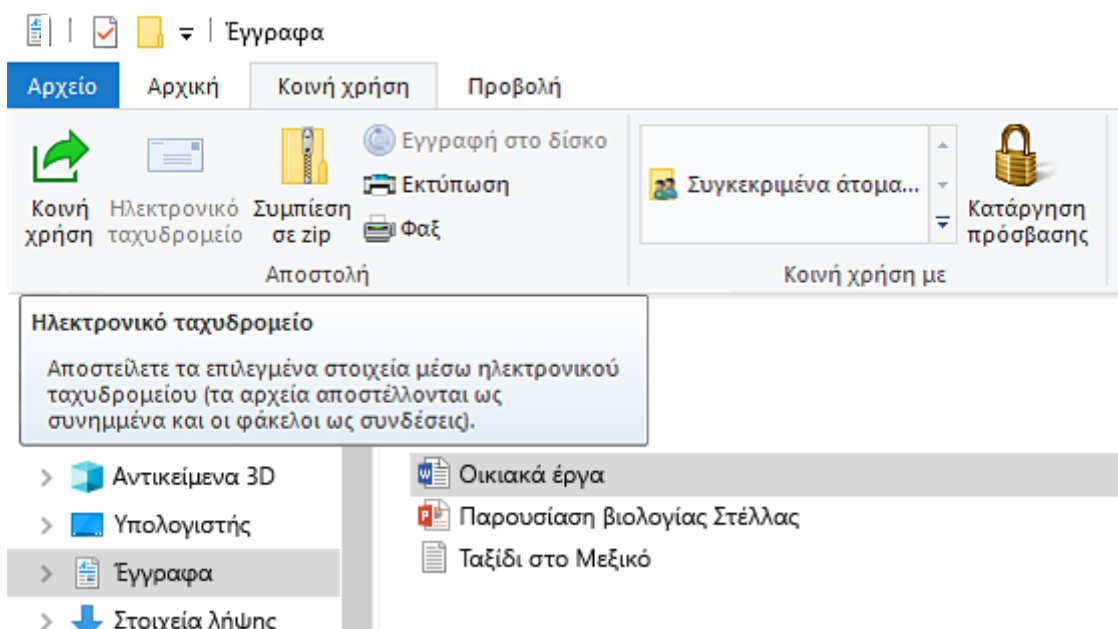 Έγγραφα
Αρχείο Αρχική Κοινή χρήση Προβολή
Κοινή χρήση
Ηλεκτρονικό ταχυδρομείο
Συμπίεση σε zip
Εγγραφή στο δίσκο
Εκτύπωση
Φαξ
Αποστολή
Συγκεκριμένα άτομα...
Κατάργηση πρόσβασης
Κοινή χρήση με
Ηλεκτρονικό ταχυδρομείο
Αποστείλετε τα επιλεγμένα στοιχεία μέσω ηλεκτρονικού
ταχυδρομείου (τα αρχεία αποστέλλονται ως
συνημμένα και οι φάκελοι ως συνδέσεις).
Αντικείμενα 3D
Υπολογιστής
Έγγραφα
Στοιχεία λήψης
Οικιακά έργα
Παρουσίαση βιολογίας Στέλλας
Ταξίδι στο Μεξικό